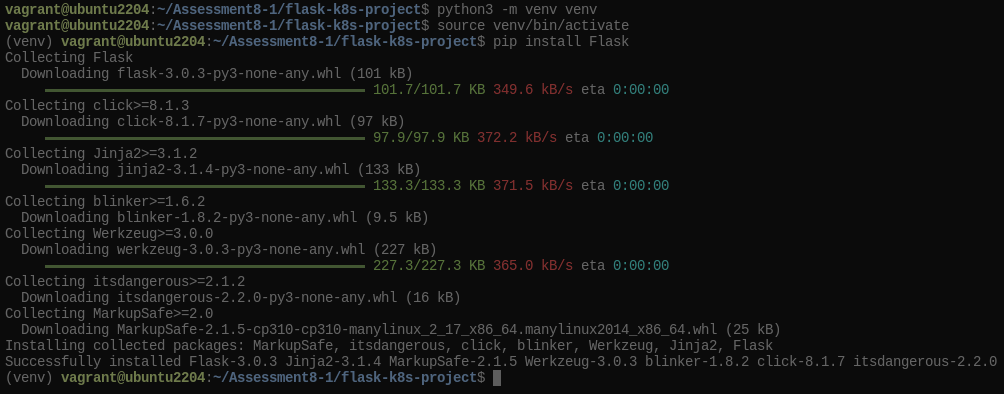 vagrant@ubuntu2204:~/Assessment8-1/flask-k8s-project$ python3 -m venv venv
vagrant@ubuntu2204:~/Assessment8-1/flask-k8s-project$ source venv/bin/activate
(venv) vagrant@ubuntu2204:~/Assessment8-1/flask-k8s-project$ pip install Flask
Collecting Flask
  Downloading flask-3.0.3-py3-none-any.whl (101 kB)
101.7/101.7 KB 349.6 kB/s eta 0:00:00
Collecting click>=8.1.3
  Downloading click-8.1.7-py3-none-any.whl (97 kB)
97.9/97.9 KB 372.2 kB/s eta 0:00:00
Collecting Jinja2>=3.1.2
  Downloading jinja2-3.1.4-py3-none-any.whl (133 kB)
133.3/133.3 KB 371.5 kB/s eta 0:00:00
Collecting blinker>=1.6.2
  Downloading blinker-1.8.2-py3-none-any.whl (9.5 kB)
Collecting Werkzeug>=3.0.0
  Downloading werkzeug-3.0.3-py3-none-any.whl (227 kB)
227.3/227.3 KB 365.0 kB/s eta 0:00:00
Collecting itsdangerous>=2.1.2
  Downloading itsdangerous-2.2.0-py3-none-any.whl (16 kB)
Collecting MarkupSafe>=2.0
  Downloading MarkupSafe-2.1.5-cp310-cp310-manylinux_2_17_x86_64.manylinux2014_x86_64.whl (25 kB)
Installing collected packages: MarkupSafe, itsdangerous, click, blinker, Werkzeug, Jinja2, Flask
Successfully installed Flask-3.0.3 Jinja2-3.1.4 MarkupSafe-2.1.5 Werkzeug-3.0.3 blinker-1.8.2 click-8.1.7 itsdangerous-2.2.0
(venv) vagrant@ubuntu2204:~/Assessment8-1/flask-k8s-project$